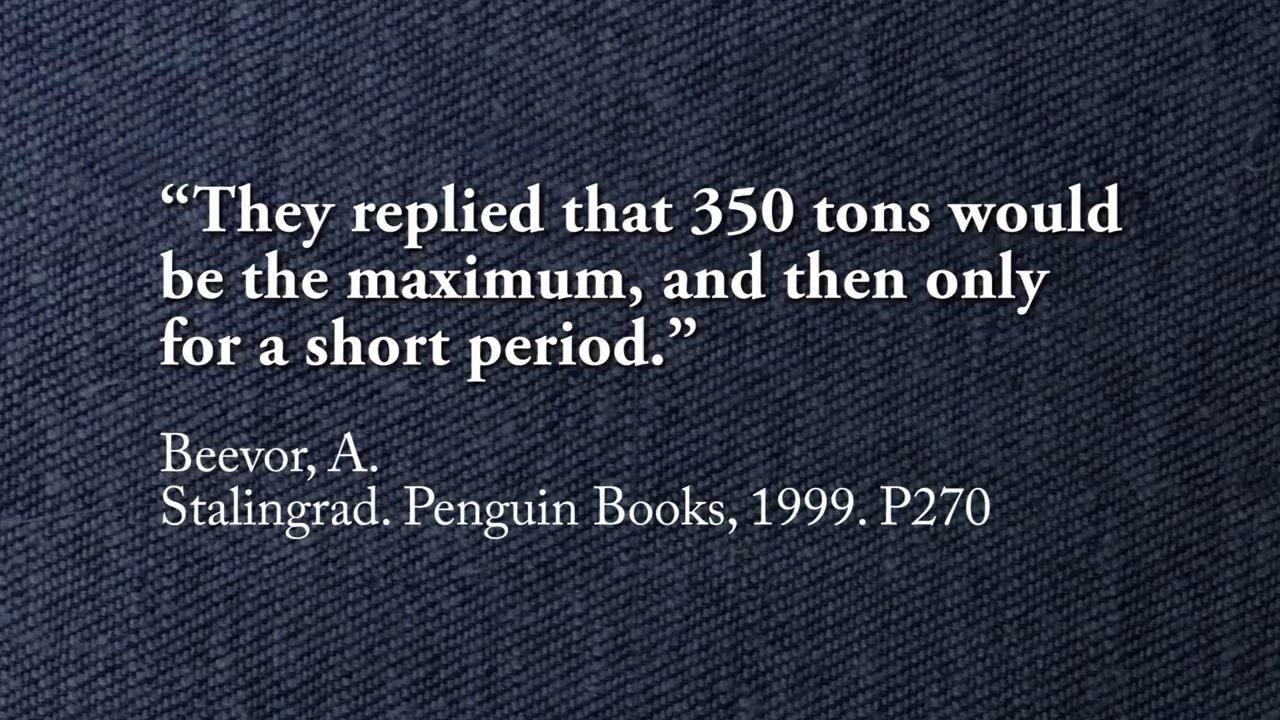 “They replied that 350 tons would
be the maximum, and then only
for a short period.”
Beevor, A.
Stalingrad. Penguin Books, 1999. P270